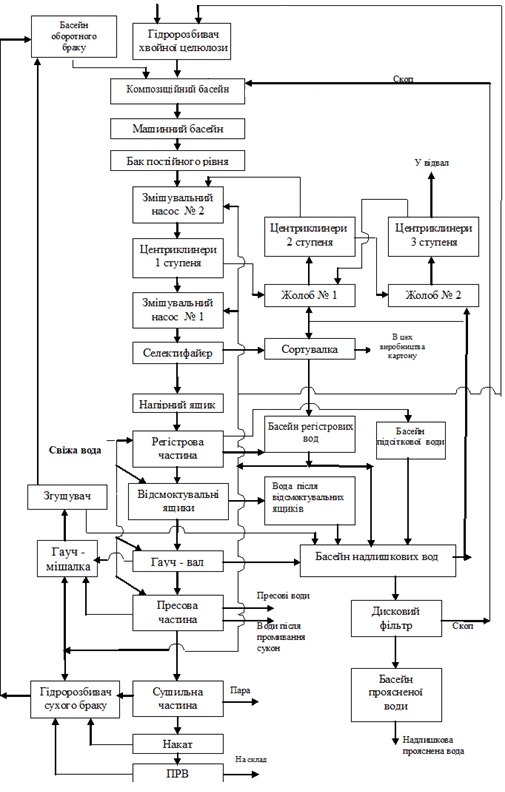 Басейн
оборотного
браку
Гідророзбивач
хвойної целюлози
Скоп
Композиційний басейн
Машинний басейн
Бак постійного рівня
У відвал
Змішувальний
насос № 2
Центриклинери
2 ступеня
Центриклинери
3 ступеня
Центриклинери
1 ступеня
Жолоб № 1
Жолоб № 2
Змішувальний
насос № 1
Селектифайєр
Сортувалка
В цех
виробництва
картону
Напірний ящик
Свіжа вода
Регістрова
частина
Басейн регістрових
вод
Басейн
підсіткової води
Згущувач
Відсмоктувальні
ящики
Вода після
відсможтувальних
ящиків
Гауч -
мішалка
Гауч - вал
Басейн надлишкових вод
Пресова
частина
Пресові води
Води після
промивання
сукон
Дисковий
фільтр
Скоп
Гідророзбивач
сухого браку
Сушильна
частина
Пара
Басейн
проясненої
води
Накат
Надлишкова
прояснена вода
На склад
ПРВ